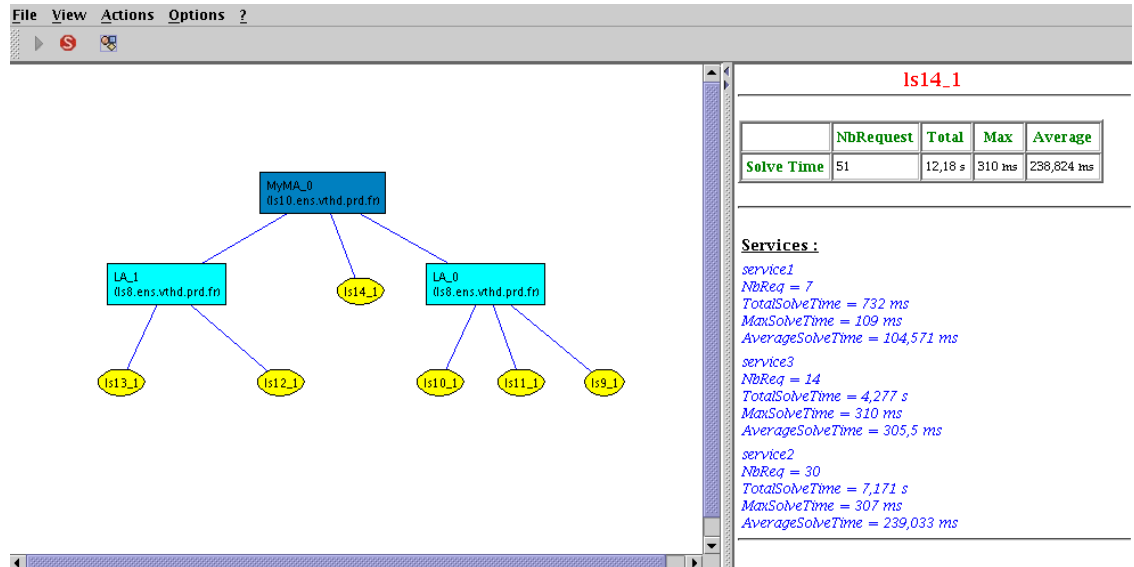 File View Actions Options ?
S
MyMA_0
(ls10.ens.vthd.prd.fr)
LA_1
(ls8.ens.vthd.prd.fr)
ls14_1
LA_0
(ls8.ens.vthd.prd.fr)
ls13_1
ls12_1
ls10_1
ls11_1
ls9_1
ls14_1
NbRequest Total Max Average
Solve Time 51 12,18 s 310 ms 238,824 ms
Services :
service1
NbReq = 7
TotalSolveTime = 732 ms
MaxSolveTime = 109 ms
AverageSolveTime = 104,571 ms
service3
NbReq = 14
TotalSolveTime = 4,277 s
MaxSolveTime = 310 ms
AverageSolveTime = 305,5 ms
service2
NbReq = 30
TotalSolveTime = 7,171 s
MaxSolveTime = 307 ms
AverageSolveTime = 239,033 ms